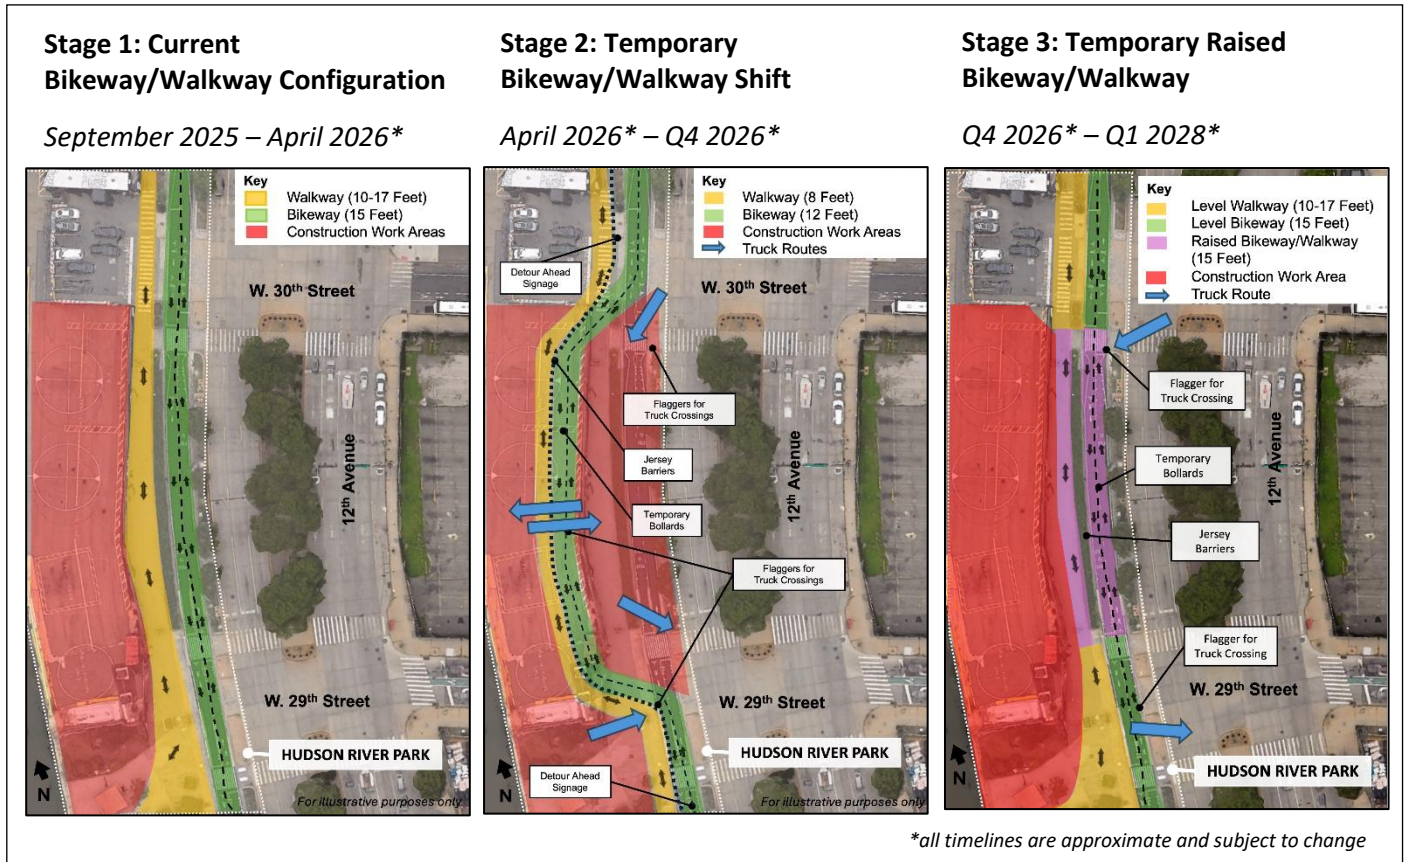 Stage 1: Current
Bikeway/Walkway Configuration
September 2025 – April 2026*
Key
Walkway (10-17 Feet)
Bikeway (15 Feet)
Construction Work Areas
W. 30th Street
12th Avenue
W. 29th Street
HUDSON RIVER PARK
N
For illustrative purposes only
Stage 2: Temporary
Bikeway/Walkway Shift
April 2026* – Q4 2026*
Key
Walkway (8 Feet)
Bikeway (12 Feet)
Construction Work Areas
Truck Routes
Detour Ahead
Signage
W. 30th Street
Flaggers for
Truck Crossings
Jersey
Barriers
12th Avenue
Temporary
Bollards
Flaggers for
Truck Crossings
W. 29th Street
HUDSON RIVER PARK
Detour Ahead
Signage
N
For illustrative purposes only
Stage 3: Temporary Raised
Bikeway/Walkway
Q4 2026* – Q1 2028*
Key
Level Walkway (10-17 Feet)
Level Bikeway (15 Feet)
Raised Bikeway/Walkway
(15 Feet)
Construction Work Area
Truck Route
Flagger for
Truck Crossing
12th Avenue
Temporary
Bollards
Jersey
Barriers
Flagger for
Truck Crossing
W. 29th Street
HUDSON RIVER PARK
N
*all timelines are approximate and subject to change